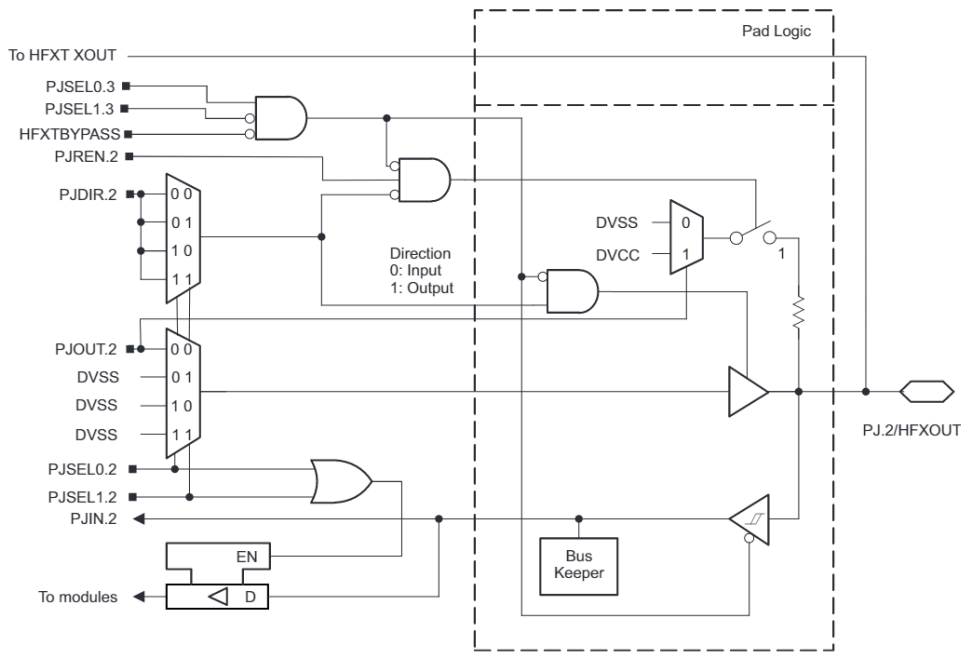 Pad Logic
To HFXT XOUT
PJSEL0.3
PJSEL1.3
HFXTBYPASS
PJREN.2
PJDIR.2
0 0
0 1
1 0
1 1
Direction
0: Input
1: Output
DVSS
0
DVCC
1
1
PJOUT.2
0 0
DVSS
0 1
DVSS
1 0
DVSS
1 1
PJ.2/HFXOUT
PJSEL0.2
PJSEL1.2
PJIN.2
Bus
Keeper
EN
To modules
D